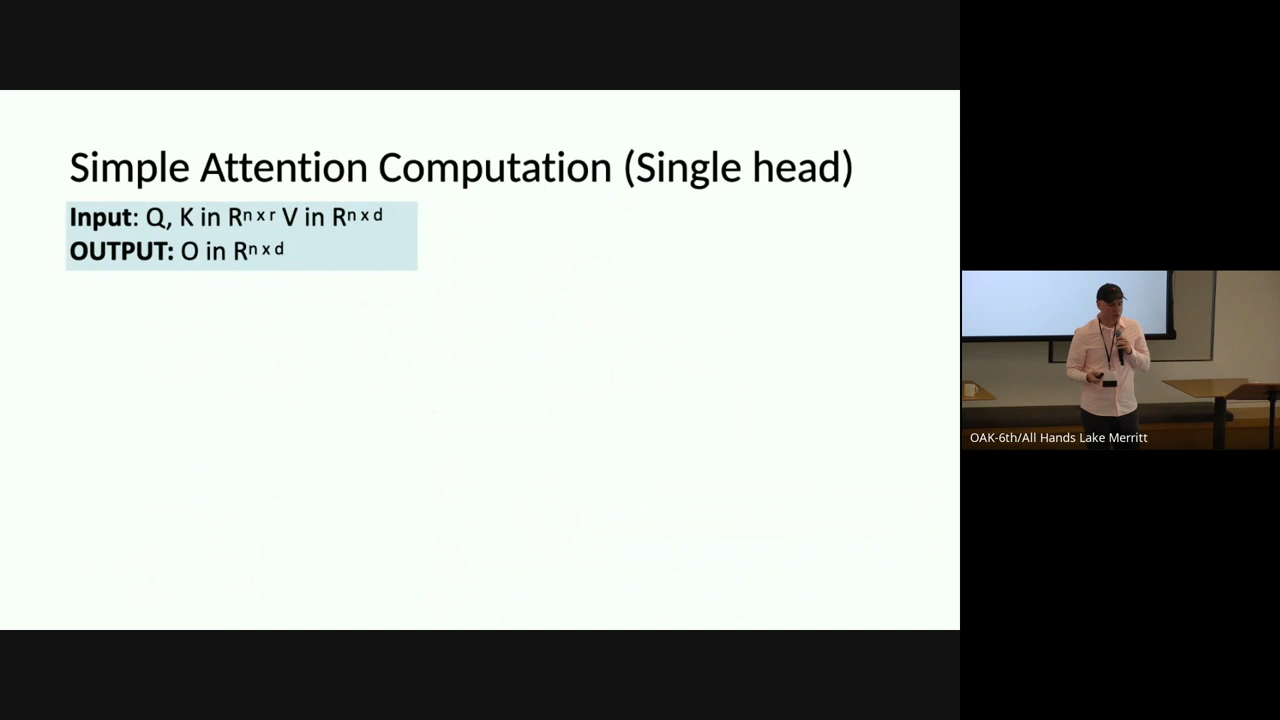 Simple Attention Computation (Single head)
Input: Q, K in Rⁿ ˣ ʳ V in Rⁿ ˣ ᵈ
OUTPUT: O in Rⁿ ˣ ᵈ
OAK-6th/All Hands Lake Merritt